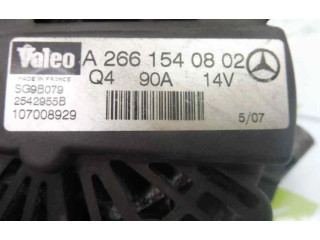 Valeo A 266 154 08 02
MADE IN FRANCE Q4 90A 14V
SG9B079
2542955B
107008929 5/07